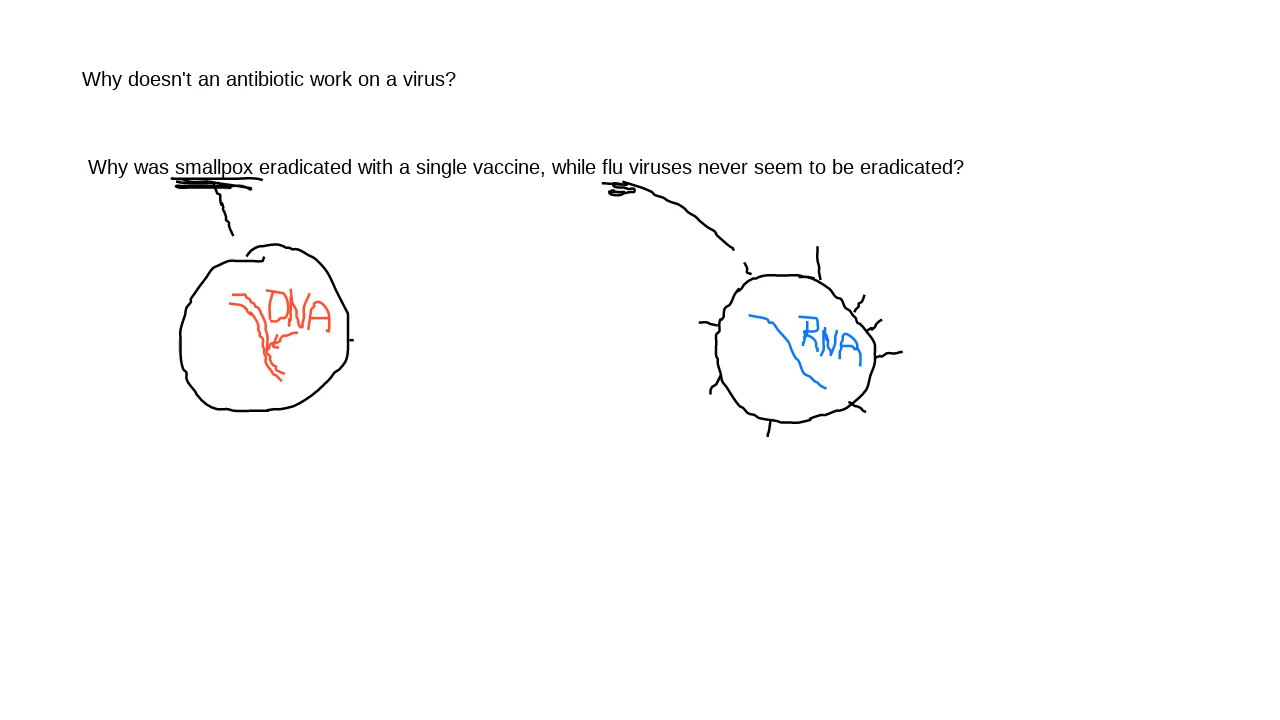 Why doesn't an antibiotic work on a virus?
Why was smallpox eradicated with a single vaccine, while flu viruses never seem to be eradicated?
DNA
RNA